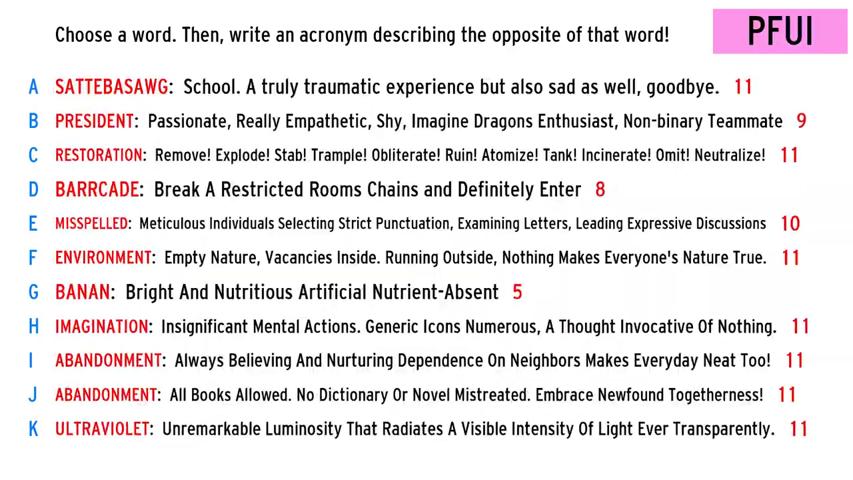 Choose a word. Then, write an acronym describing the opposite of that word!
PFUI
A SATTEBASAWG: School. A truly traumatic experience but also sad as well, goodbye. 11
B PRESIDENT: Passionate, Really Empathetic, Shy, Imagine Dragons Enthusiast, Non-binary Teammate 9
C RESTORATION: Remove! Explode! Stab! Trample! Obliterate! Ruin! Atomize! Tank! Incinerate! Omit! Neutralize! 11
D BARRCADE: Break A Restricted Rooms Chains and Definitely Enter 8
E MISSPELLED: Meticulous Individuals Selecting Strict Punctuation, Examining Letters, Leading Expressive Discussions 10
F ENVIRONMENT: Empty Nature, Vacancies Inside. Running Outside, Nothing Makes Everyone's Nature True. 11
G BANAN: Bright And Nutritious Artificial Nutrient-Absent 5
H IMAGINATION: Insignificant Mental Actions. Generic Icons Numerous, A Thought Invocative Of Nothing. 11
I ABANDONMENT: Always Believing And Nurturing Dependence On Neighbors Makes Everyday Neat Too! 11
J ABANDONMENT: All Books Allowed. No Dictionary Or Novel Mistreated. Embrace Newfound Togetherness! 11
K ULTRAVIOLET: Unremarkable Luminosity That Radiates A Visible Intensity Of Light Ever Transparently. 11